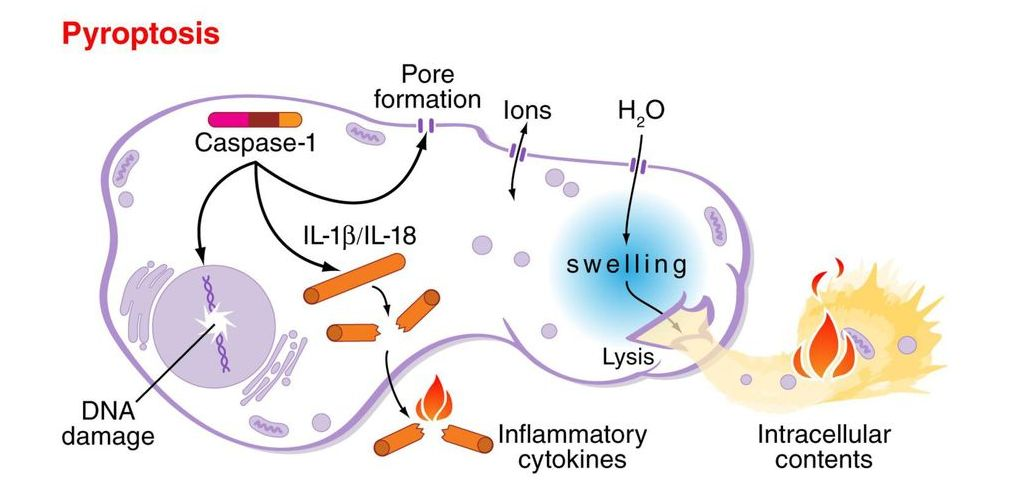 Pyroptosis
Pore
formation
Ions
H₂O
Caspase-1
IL-1β/IL-18
swelling
Lysis
DNA
damage
Inflammatory
cytokines
Intracellular
contents